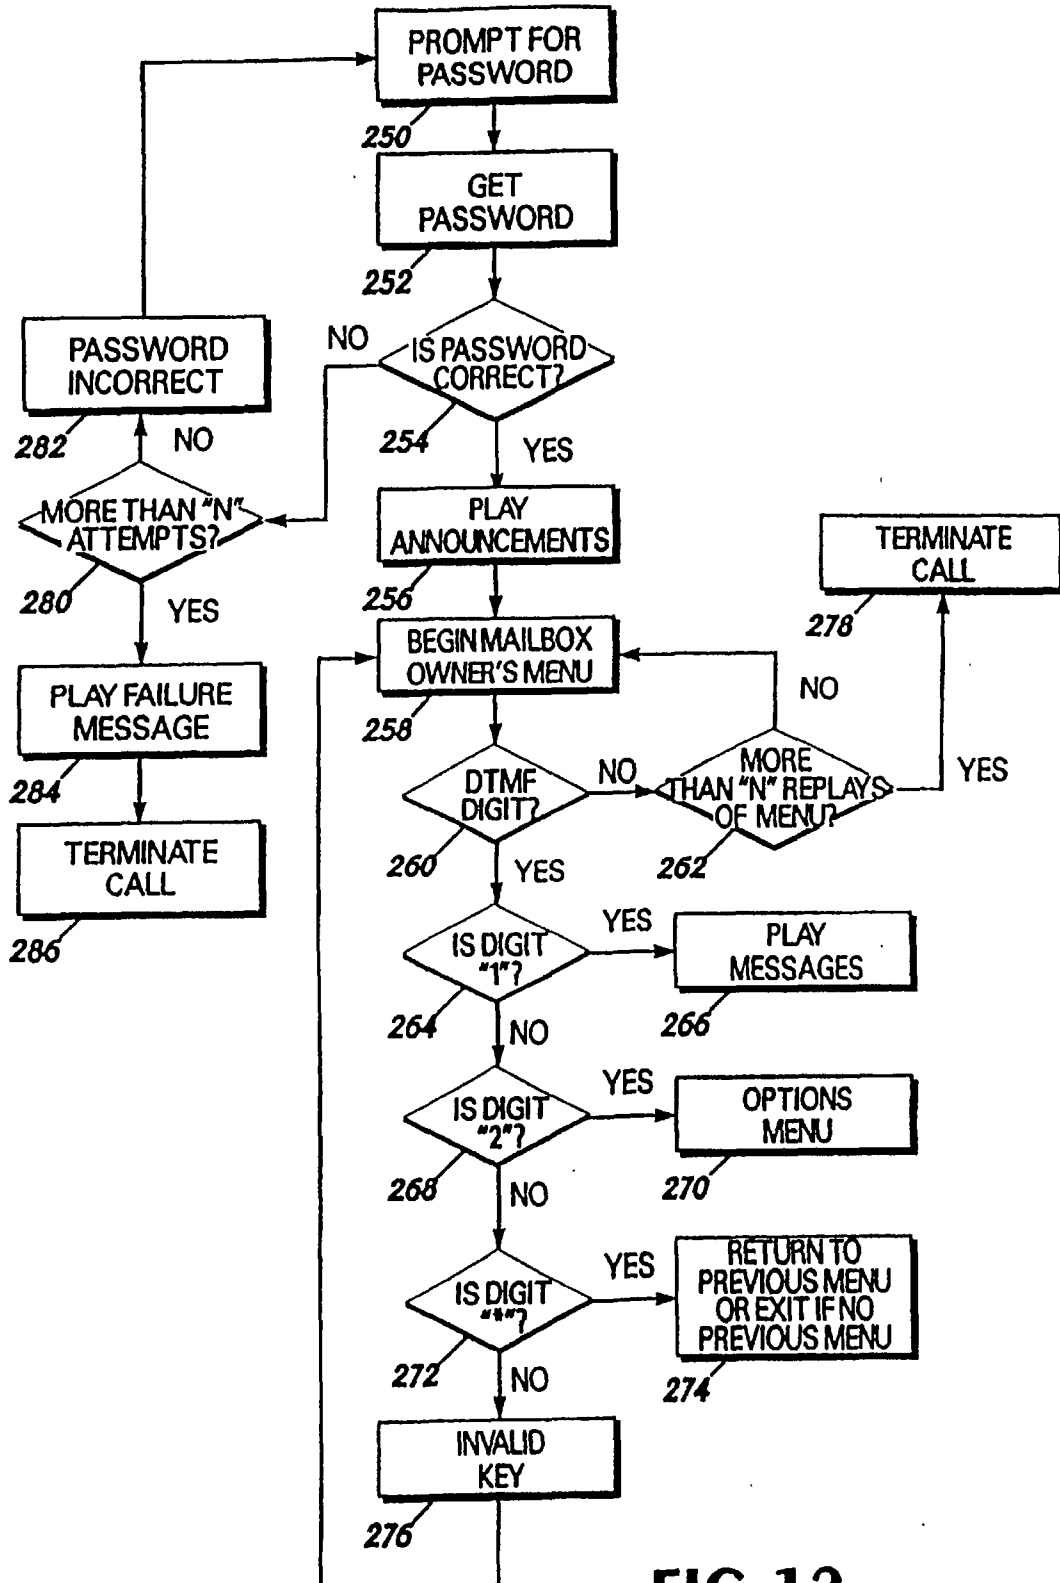 PROMPT FOR
PASSWORD
250
GET
PASSWORD
252
IS PASSWORD
CORRECT?
254
NO
YES
PASSWORD
INCORRECT
282
NO
MORE THAN "N"
ATTEMPTS?
280
YES
PLAY FAILURE
MESSAGE
284
TERMINATE
CALL
286
PLAY
ANNOUNCEMENTS
256
BEGIN MAILBOX
OWNER'S MENU
258
DTMF
DIGIT?
260
NO
YES
MORE
THAN "N" REPLAYS
OF MENU?
262
NO
YES
TERMINATE
CALL
278
IS DIGIT
"1"?
264
YES
NO
PLAY
MESSAGES
266
IS DIGIT
"2"?
268
YES
NO
OPTIONS
MENU
270
IS DIGIT
"*"?
272
YES
NO
RETURN TO
PREVIOUS MENU
OR EXIT IF NO
PREVIOUS MENU
274
INVALID
KEY
276